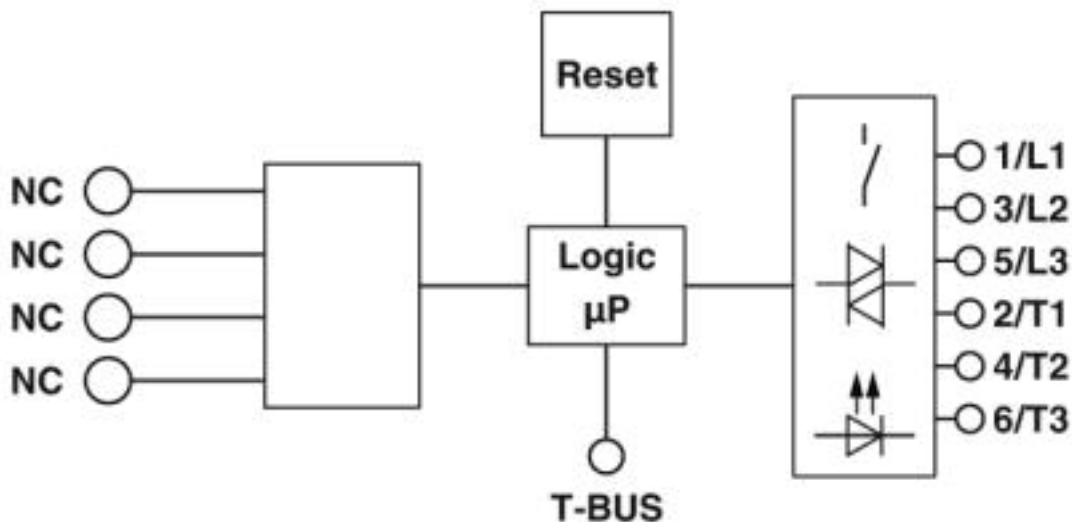 Reset
NC
NC
NC
NC
Logic
µP
T-BUS
1/L1
3/L2
5/L3
2/T1
4/T2
6/T3